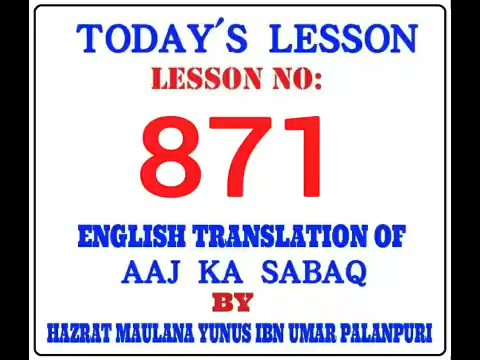 TODAY'S LESSON
LESSON NO:
871
ENGLISH TRANSLATION OF
AAJ KA SABAQ
BY
HAZRAT MAULANA YUNUS IBN UMAR PALANPURI